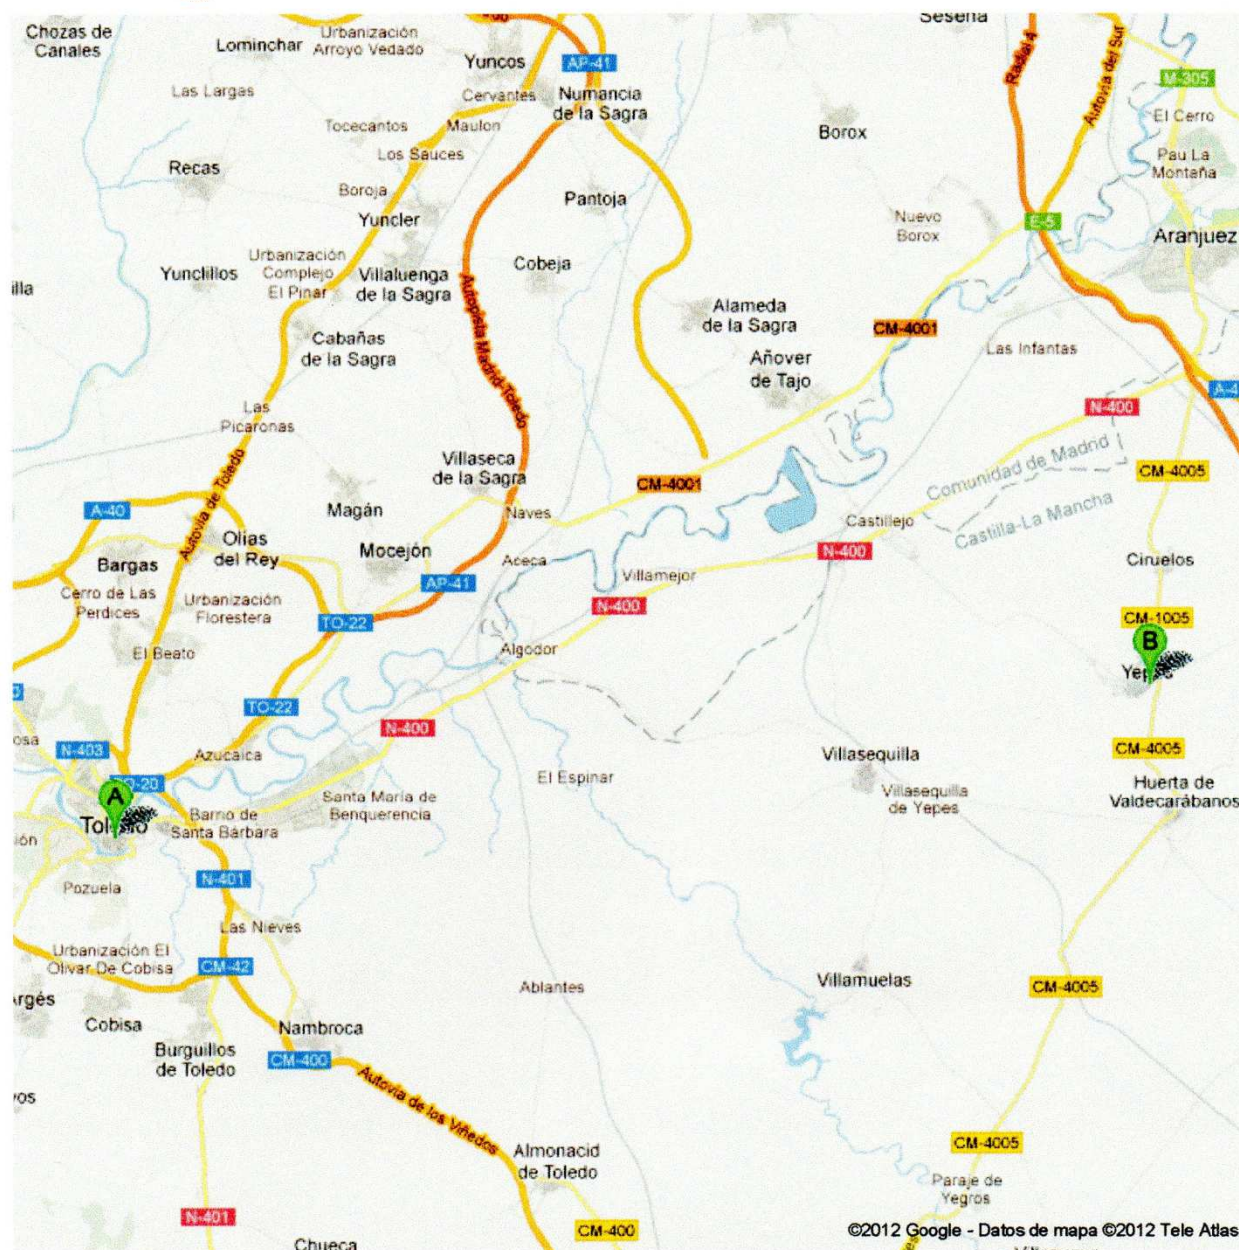 Chozas de
Canales
Lominchar
Urbanización
Arroyo Vedado
Yuncos
AP-41
Seseña
Radial 4
Autovía del Sur
M-305
Las Largas
Cervantes
Numancia
de la Sagra
El Cerro
Tocecantos
Maulon
Borox
Los Sauces
Pau La
Montaña
Recas
Boroja
Pantoja
Yuncler
Nuevo
Borox
E-5
Aranjuez
Urbanización
Complejo
El Pinar
Yunclillos
Villaluenga
de la Sagra
Cobeja
illa
Autopista Madrid-Toledo
Alameda
de la Sagra
CM-4001
Cabañas
de la Sagra
Las Infantas
Añover
de Tajo
A-4
Las
Picaronas
N-400
Autovía de Toledo
Villaseca
de la Sagra
Comunidad de Madrid
CM-4005
CM-4001
A-40
Magán
Naves
Castillejo
Castilla-La Mancha
Olias
del Rey
Mocejón
N-400
Bargas
Aceca
Villamejor
Ciruelos
AP-41
Cerro de Las
Perdices
Urbanización
Florestera
N-400
CM-1005
TO-22
El Beato
Algodor
B
TO-22
N-400
N-403
Azucaica
Villasequilla
CM-4005
El Espinar
A
Santa María de
Benquerencia
Villasequilla
de Yepes
Huerta de
Valdecarábanos
Barrio de
Santa Bárbara
ión
N-401
Pozuela
Las Nieves
Urbanización El
Olivar De Cobisa
CM-42
Villamuelas
CM-4005
Ablantes
Argés
Cobisa
Nambroca
Burguillos
de Toledo
CM-400
Autovía de los Viñedos
CM-4005
Almonacid
de Toledo
Paraje de
Yegros
N-401
CM-400
©2012 Google - Datos de mapa ©2012 Tele Atlas
Chueca